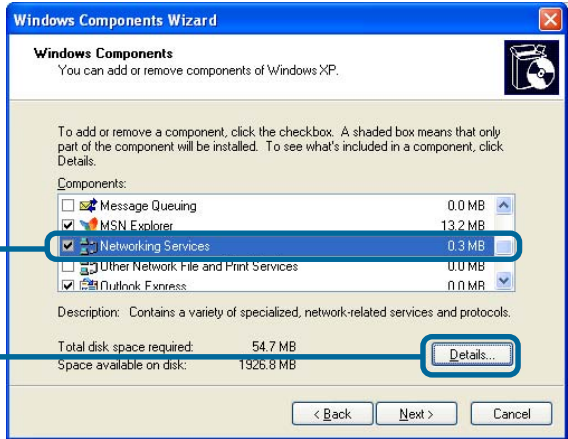 Windows Components Wizard
Windows Components
You can add or remove components of Windows XP.
To add or remove a component, click the checkbox. A shaded box means that only
part of the component will be installed. To see what's included in a component, click
Details.
Components:
Message Queuing 0.0 MB
MSN Explorer 13.2 MB
Networking Services 0.3 MB
Other Network File and Print Services 0.0 MB
Outlook Express 0.0 MB
Description: Contains a variety of specialized, network-related services and protocols.
Total disk space required: 54.7 MB
Space available on disk: 1926.8 MB
Details...
< Back Next > Cancel